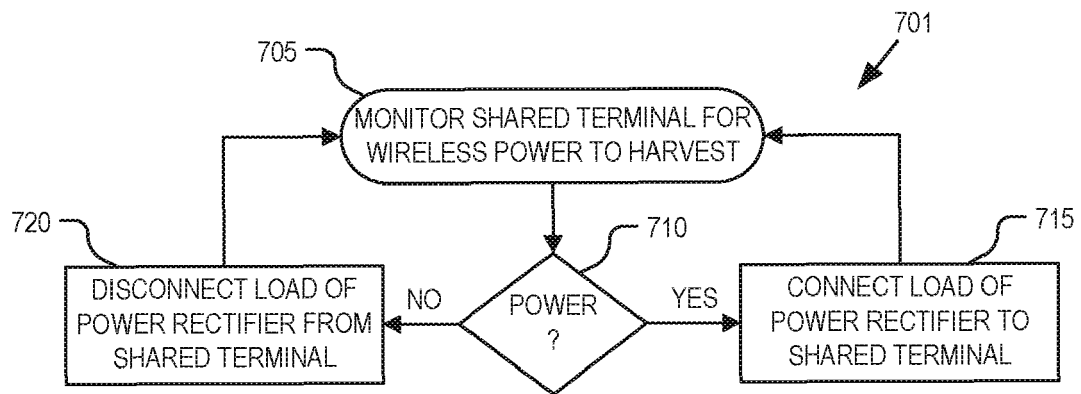 701
705
MONITOR SHARED TERMINAL FOR
WIRELESS POWER TO HARVEST
720
710
715
DISCONNECT LOAD OF
POWER RECTIFIER FROM
SHARED TERMINAL
NO
POWER
?
YES
CONNECT LOAD OF
POWER RECTIFIER TO
SHARED TERMINAL